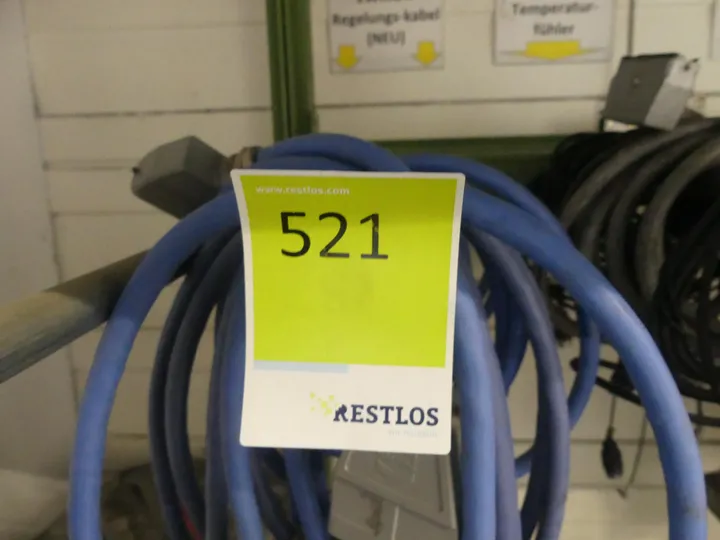 Regelungs-kabel
[NEU]
Temperatur-
fühler
www.restlos.com
521
RESTLOS